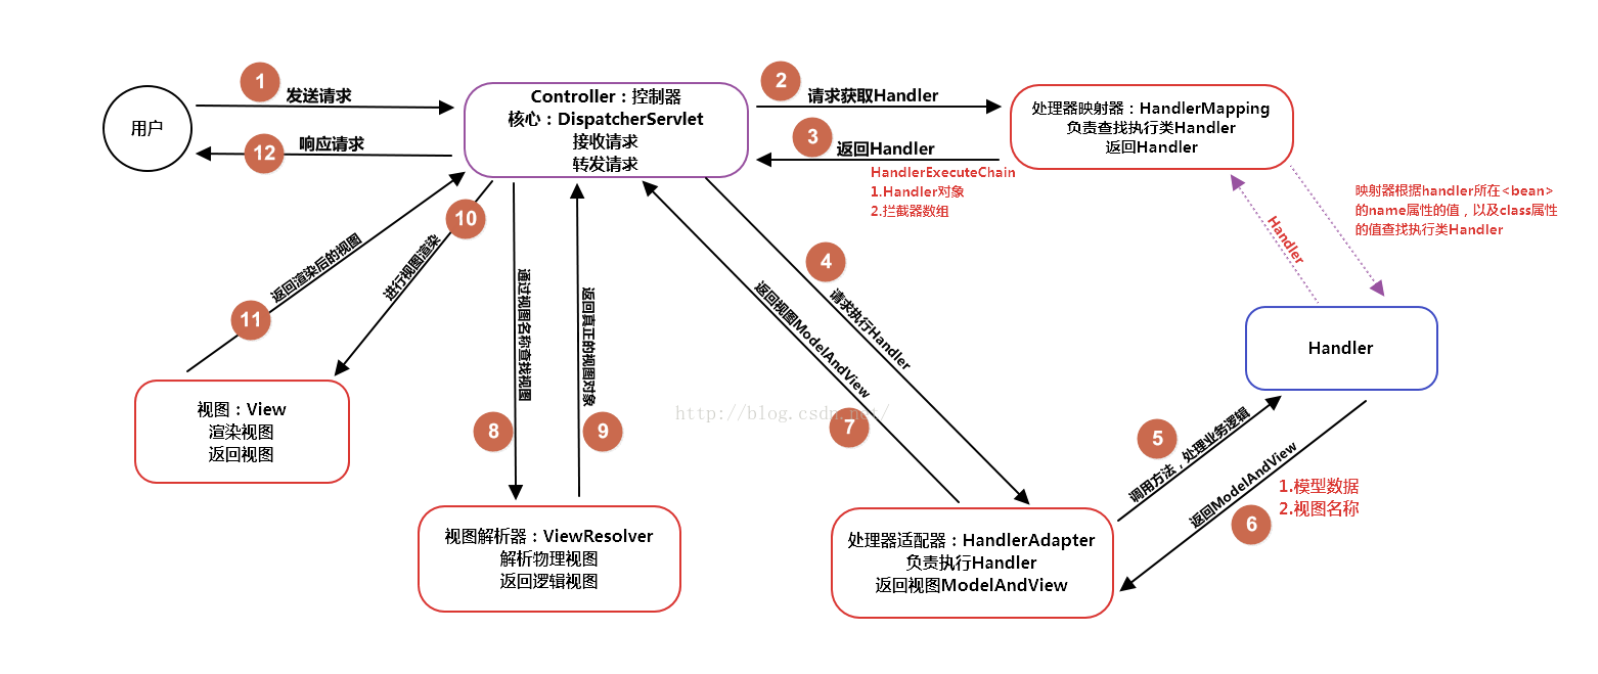 1
发送请求
用户
12
响应请求
Controller：控制器
核心：DispatcherServlet
接收请求
转发请求
2
请求获取Handler
3
返回Handler
HandlerExecuteChain
1.Handler对象
2.拦截器数组
处理器映射器：HandlerMapping
负责查找执行类Handler
返回Handler
映射器根据handler所在<bean>
的name属性的值，以及class属性
的值查找执行类Handler
Handler
Handler
4
请求执行Handler
5
调用方法，处理业务逻辑
6
返回ModelAndView
1.模型数据
2.视图名称
处理器适配器：HandlerAdapter
负责执行Handler
返回视图ModelAndView
7
返回视图ModelAndView
8
通过视图名称查找视图
9
返回真正的视图对象
视图解析器：ViewResolver
解析物理视图
返回逻辑视图
10
进行视图渲染
11
返回渲染后的视图
视图：View
渲染视图
返回视图
http://blog.csdn.net/